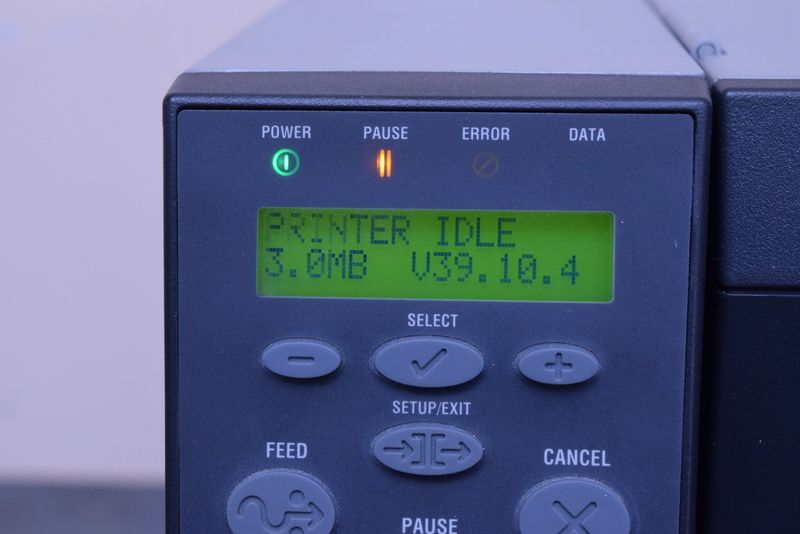 POWER PAUSE ERROR DATA
PRINTER IDLE
3.0MB V39.10.4
SELECT
SETUP/EXIT
FEED
CANCEL
PAUSE